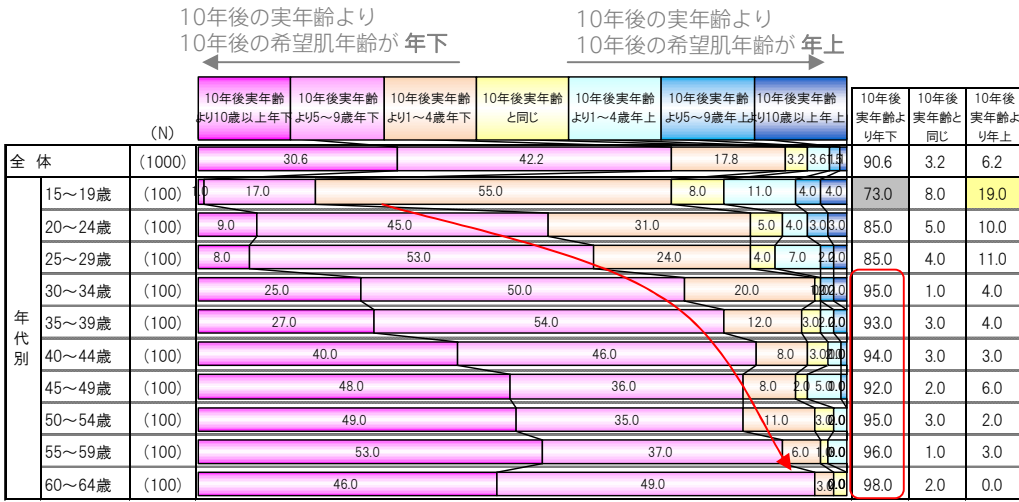 10年後の実年齢より
10年後の希望肌年齢が 年下
10年後の実年齢より
10年後の希望肌年齢が 年上
(N)
10年後実年齢より10歳以上年下
10年後実年齢より5～9歳年下
10年後実年齢より1～4歳年下
10年後実年齢と同じ
10年後実年齢より1～4歳年上
10年後実年齢より5～9歳年上
10年後実年齢より10歳以上年上
10年後実年齢より年下
10年後実年齢と同じ
10年後実年齢より年上
全 体 (1000) 30.6 42.2 17.8 3.2 3.6 90.6 3.2 6.2
年代別
15～19歳 (100) 1.0 17.0 55.0 8.0 11.0 4.0 4.0 73.0 8.0 19.0
20～24歳 (100) 9.0 45.0 31.0 5.0 4.0 3.0 3.0 85.0 5.0 10.0
25～29歳 (100) 8.0 53.0 24.0 4.0 7.0 2.0 2.0 85.0 4.0 11.0
30～34歳 (100) 25.0 50.0 20.0 95.0 1.0 4.0
35～39歳 (100) 27.0 54.0 12.0 3.0 93.0 3.0 4.0
40～44歳 (100) 40.0 46.0 8.0 3.0 94.0 3.0 3.0
45～49歳 (100) 48.0 36.0 8.0 2.0 5.0 92.0 2.0 6.0
50～54歳 (100) 49.0 35.0 11.0 3.0 95.0 3.0 2.0
55～59歳 (100) 53.0 37.0 6.0 1.0 96.0 1.0 3.0
60～64歳 (100) 46.0 49.0 3.0 98.0 2.0 0.0